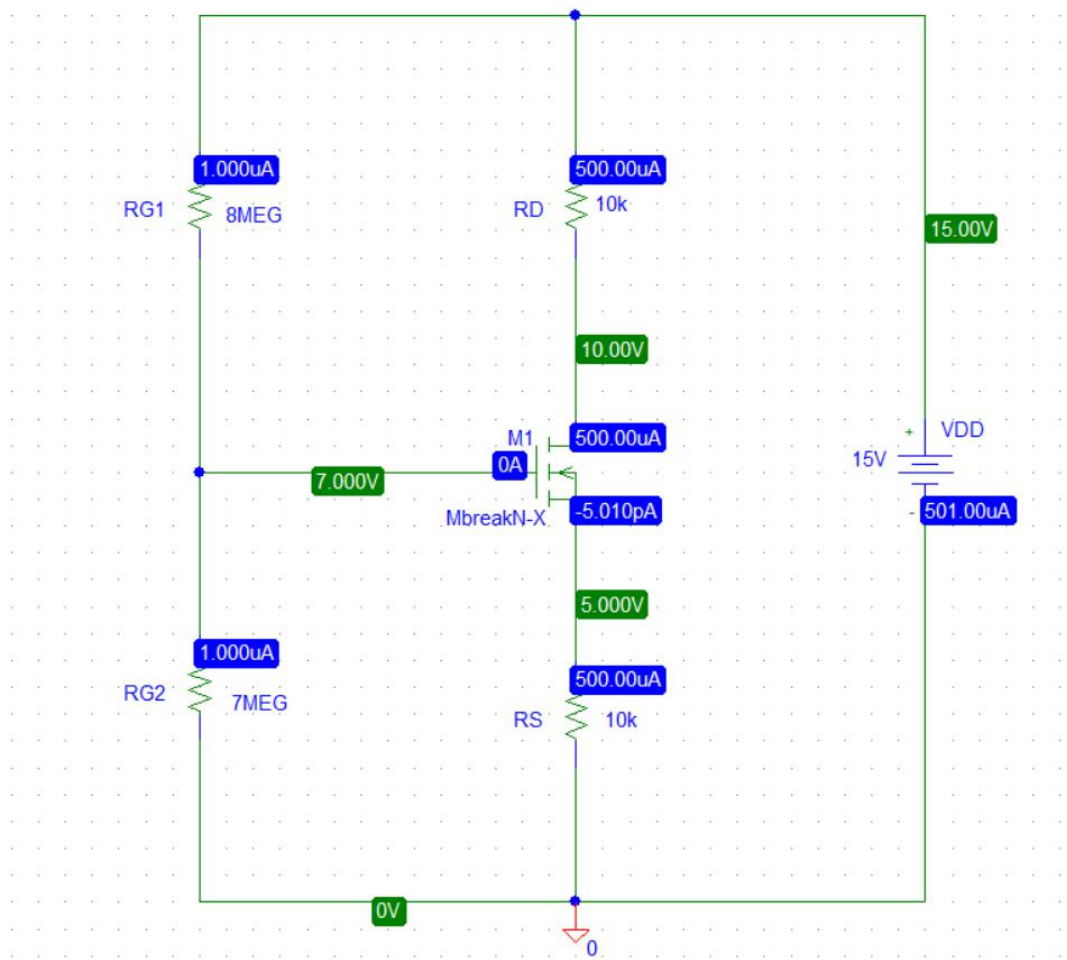 1.000uA
500.00uA
RG1
8MEG
RD
10k
15.00V
10.00V
M1
500.00uA
0A
7.000V
MbreakN-X
-5.010pA
+
VDD
15V
-
501.00uA
5.000V
1.000uA
500.00uA
RG2
7MEG
RS
10k
0V
0